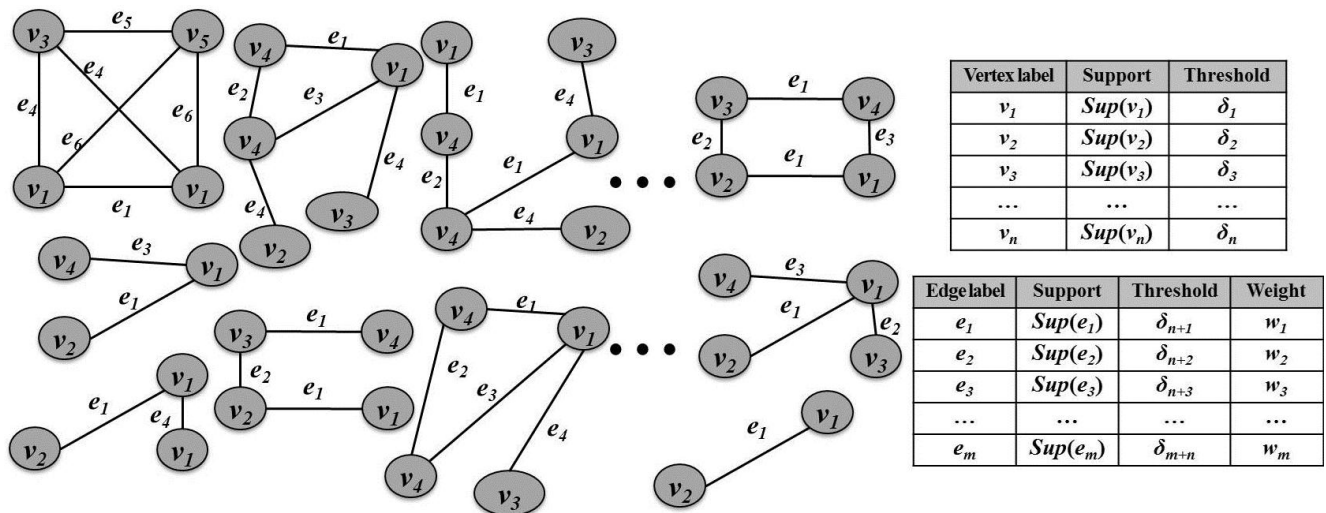 v3 e5 v5
e4 e4 e6 e6
v1 e1 v1
v4 e1 v1
e2 e3
v4 e4
e4 v3
v2
v1
e1
v4
e2
v4 e4 v2
v3
e4
v1
e1
• • •
v3 e1 v4
e2 e3
v2 e1 v1
v4 e3 v1
e1
v2
v1
e1 e4
v2 v1
v3 e1 v4
e2
v2 e1 v1
v4 e1 v1
e2 e3
e4
v4 v3
• • •
v4 e3 v1
e1 e2
v2 v3
e1 v1
v2
Vertex label Support Threshold
v1 Sup(v1) δ1
v2 Sup(v2) δ2
v3 Sup(v3) δ3
... ... ...
vn Sup(vn) δn
Edge label Support Threshold Weight
e1 Sup(e1) δn+1 w1
e2 Sup(e2) δn+2 w2
e3 Sup(e3) δn+3 w3
... ... ... ...
em Sup(em) δm+n wm